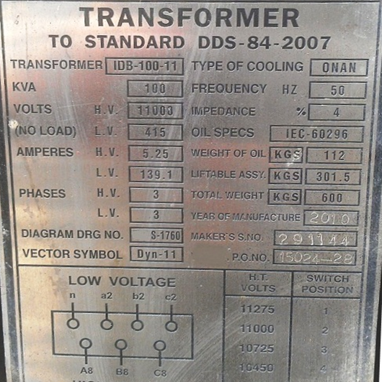 TRANSFORMER
TO STANDARD DDS-84-2007
TRANSFORMER IDB-100-11 TYPE OF COOLING ONAN
KVA 100 FREQUENCY HZ 50
VOLTS H.V. 11000 IMPEDANCE % 4
(NO LOAD) L.V. 415 OIL SPECS IEC-60296
AMPERES H.V. 5.25 WEIGHT OF OIL KGS 112
L.V. 139.1 LIFTABLE ASSY. KGS 301.5
PHASES H.V. 3 TOTAL WEIGHT KGS 600
L.V. 3 YEAR OF MANUFACTURE 2010
DIAGRAM DRG NO. S-1760 MAKER'S S.NO.
VECTOR SYMBOL Dyn-11 P.O.NO. 15024-28
LOW VOLTAGE H.T. VOLTS SWITCH POSITION
n a2 b2 c2
11275 1
11000 2
10725 3
10450 4
A8 B8 C8